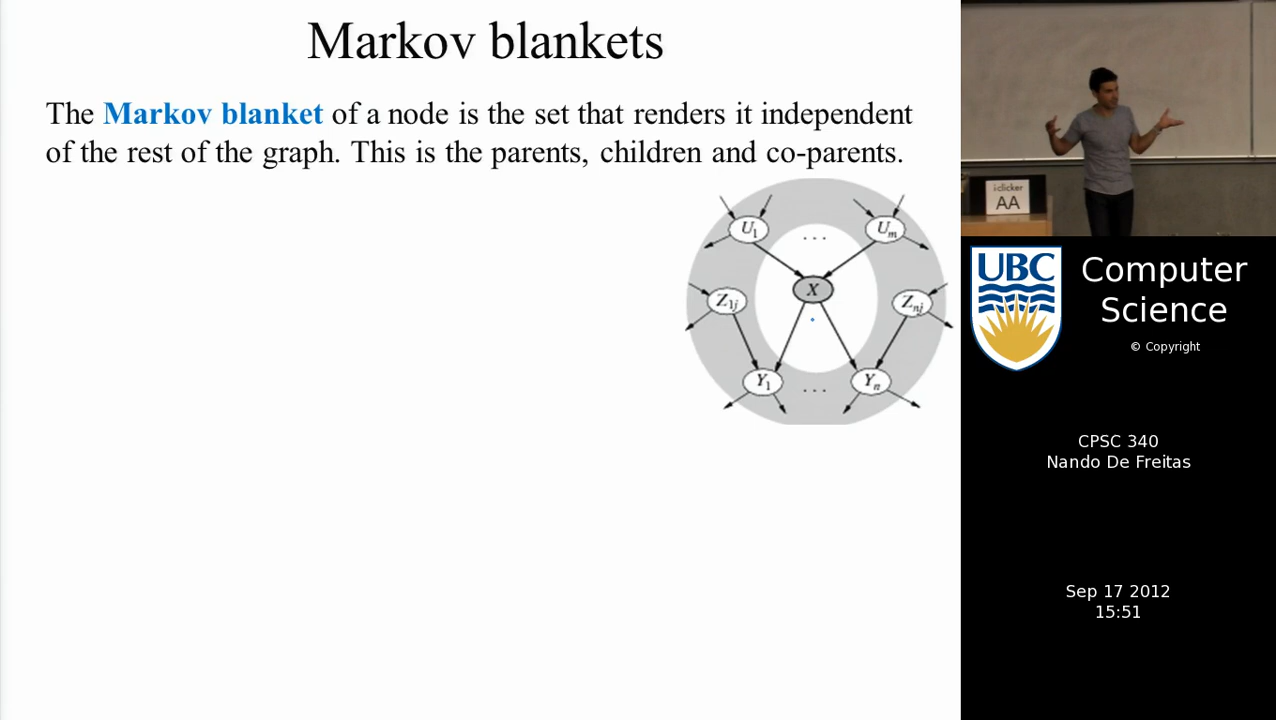 Markov blankets
The Markov blanket of a node is the set that renders it independent
of the rest of the graph. This is the parents, children and co-parents.
U1
. . .
Um
X
Z1j
Znj
Y1
. . .
Yn
i clicker
AA
UBC
Computer
Science
© Copyright
CPSC 340
Nando De Freitas
Sep 17 2012
15:51